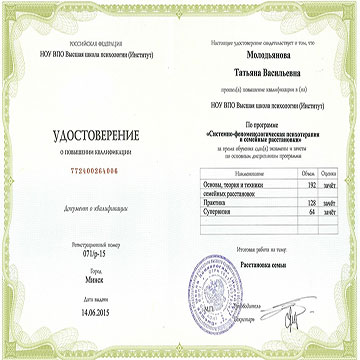 РОССИЙСКАЯ ФЕДЕРАЦИЯ
НОУ ВПО Высшая школа психологии (Институт)
УДОСТОВЕРЕНИЕ
О ПОВЫШЕНИИ КВАЛИФИКАЦИИ
Документ о квалификации
Регистрационный номер
071/р-15
Город
Минск
Дата выдачи
14.06.2015
Настоящее удостоверение свидетельствует о том, что
Молодьянова
Татьяна Васильевна
прошел(а) повышение квалификации в (на)
НОУ ВПО Высшая школа психологии (Институт)
По программе
«Системно-феноменологическая психотерапия
и семейные расстановки»
за время обучения сдал(а) экзамены и зачеты
по основным дисциплинам программы
Наименование Объем Оценка
Основы, теория и техники семейных расстановок 192 зачёт
Практика 128 зачёт
Супервизия 64 зачёт
Итоговая работа на тему:
Расстановка семьи
М.П.
Руководитель
Секретарь